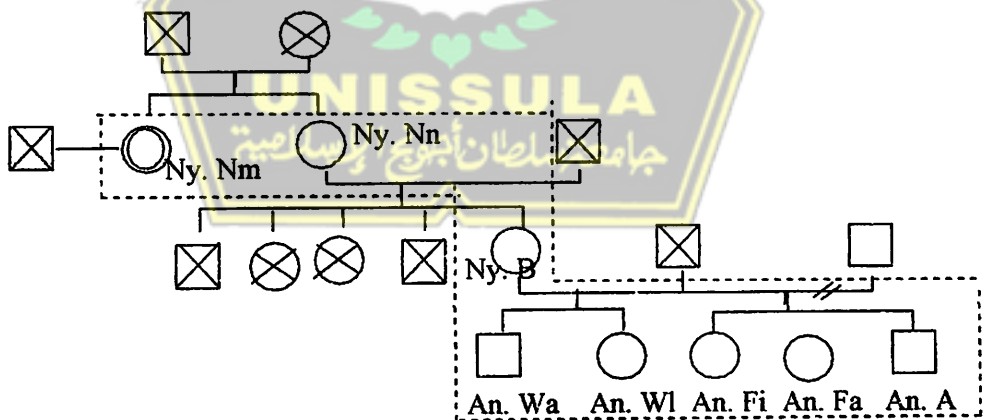 UNISSULA
جامعة سلطان أجونج الإسلامية
Ny. Nn
Ny. Nm
Ny. B
An. Wa An. Wl An. Fi An. Fa An. A